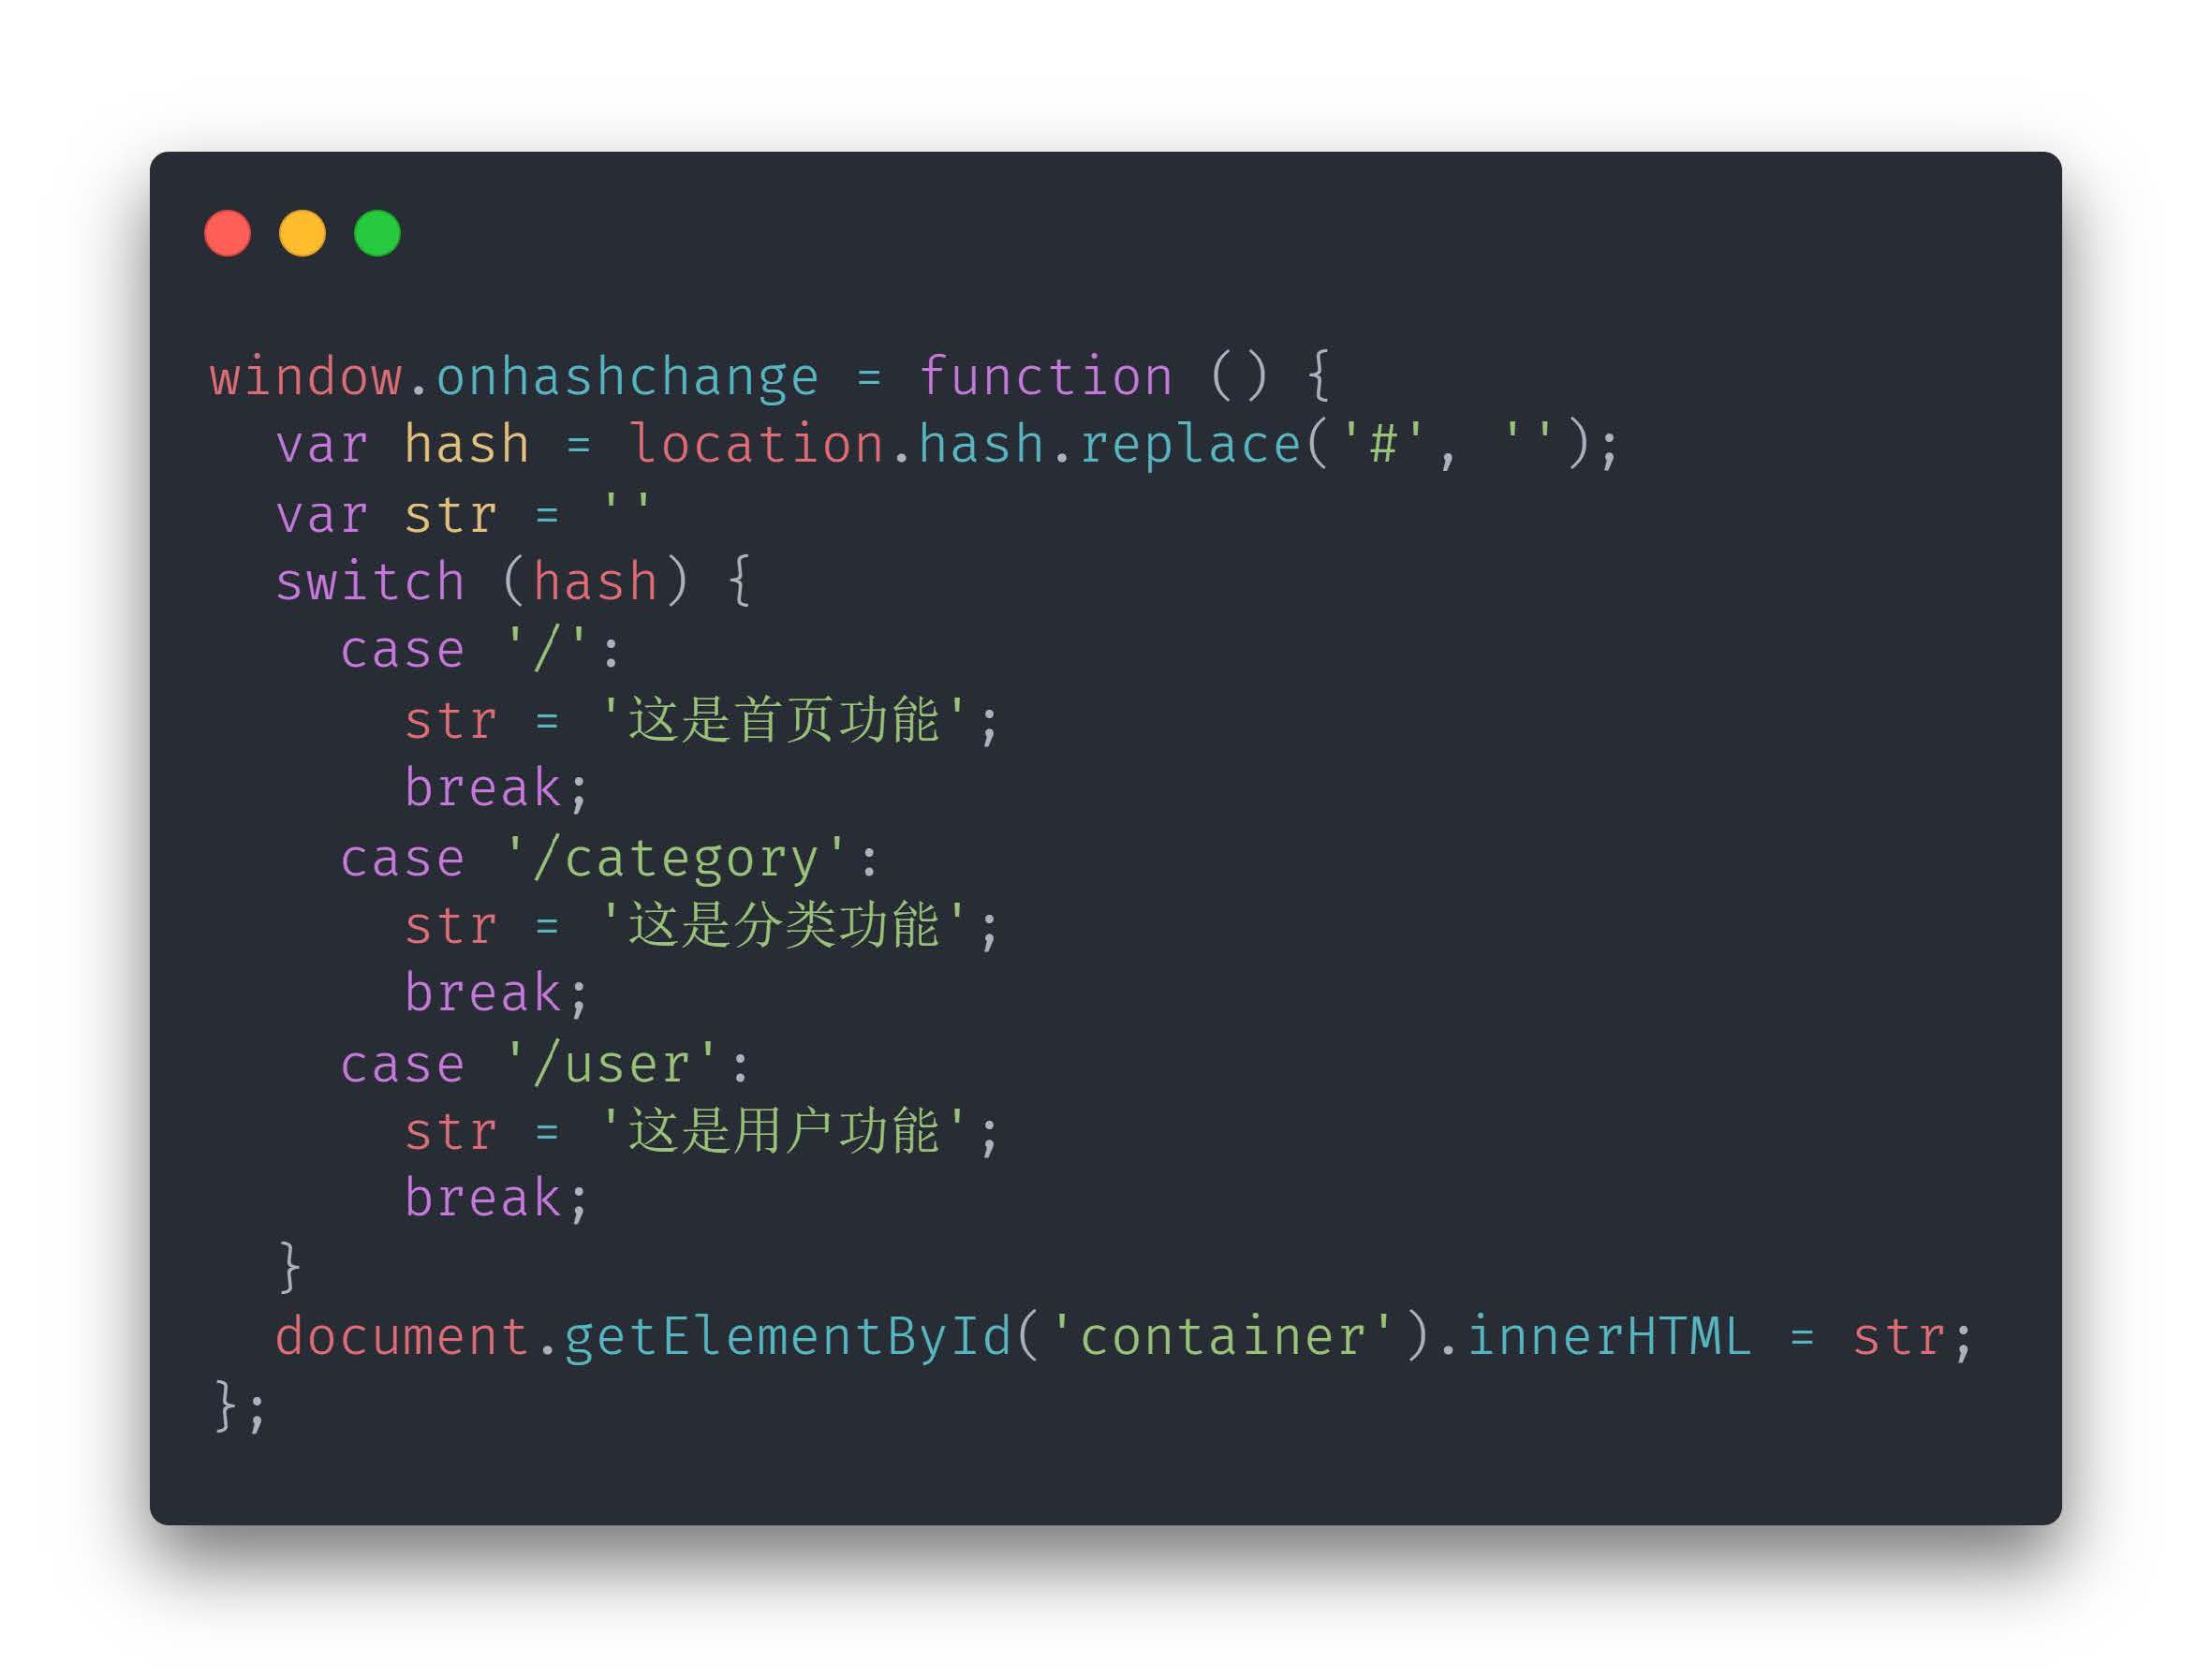 window.onhashchange = function () {
  var hash = location.hash.replace('#', '');
  var str = ''
  switch (hash) {
    case '/':
      str = '这是首页功能';
      break;
    case '/category':
      str = '这是分类功能';
      break;
    case '/user':
      str = '这是用户功能';
      break;
  }
  document.getElementById('container').innerHTML = str;
};